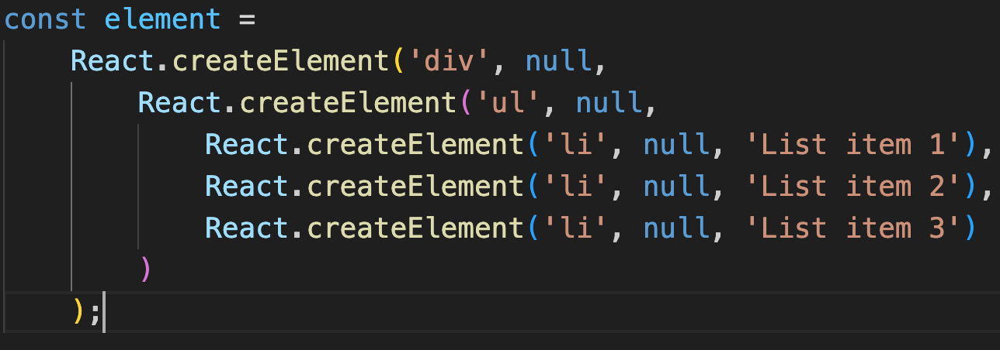 const element =
    React.createElement('div', null,
        React.createElement('ul', null,
            React.createElement('li', null, 'List item 1'),
            React.createElement('li', null, 'List item 2'),
            React.createElement('li', null, 'List item 3')
        )
    );